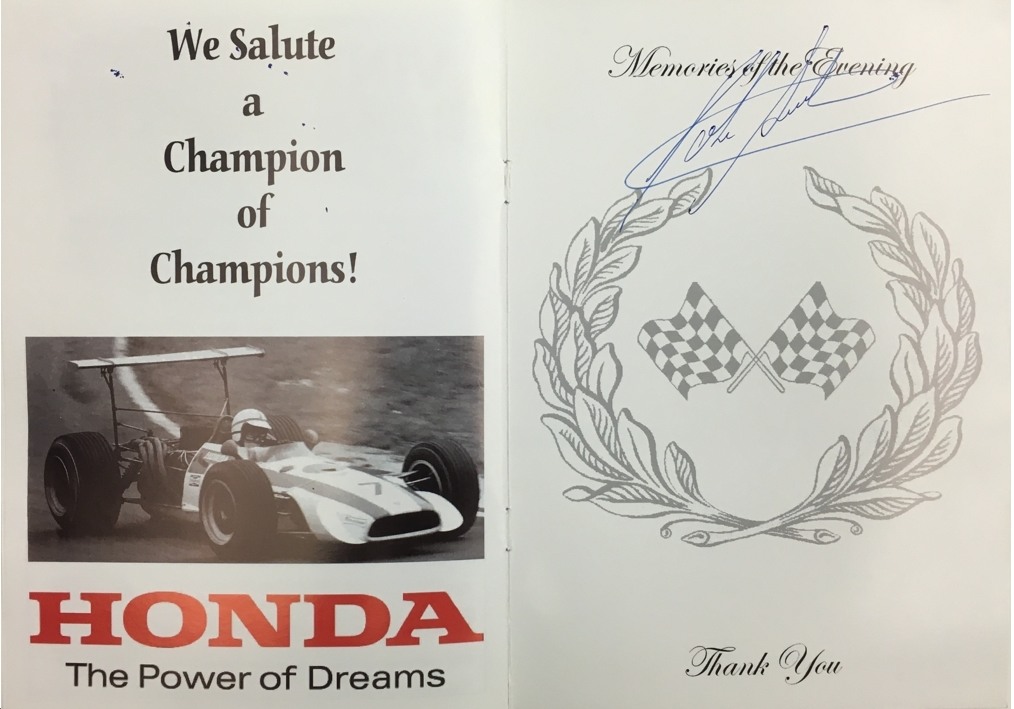 We Salute
a
Champion
of
Champions!
7
HONDA
The Power of Dreams
Memories of the Evening
Thank You